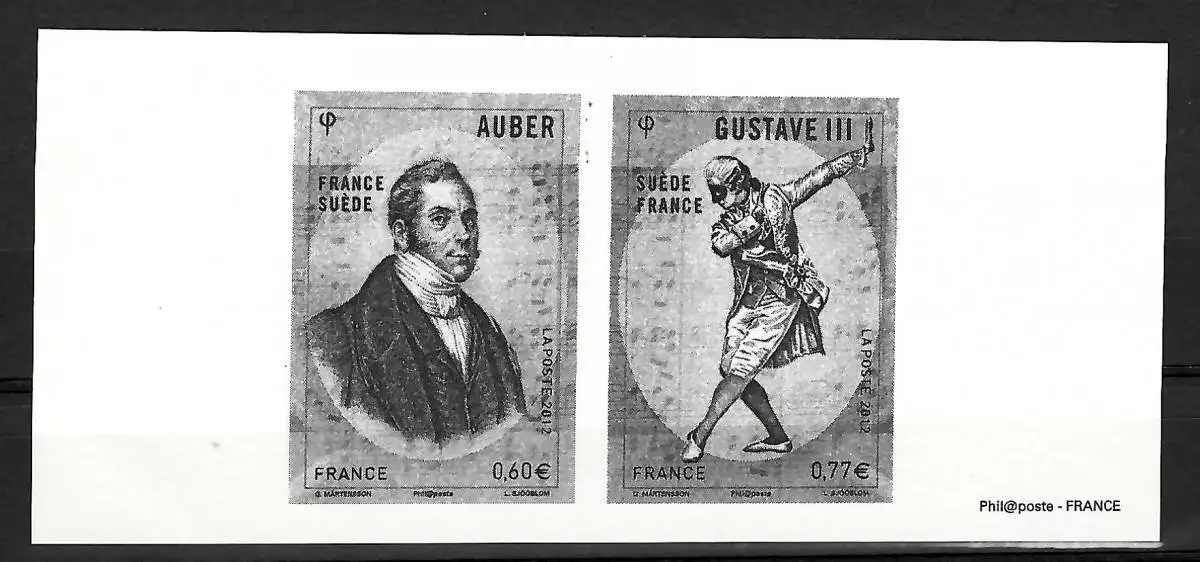 φ
AUBER
FRANCE
SUÈDE
LA POSTE 2012
FRANCE
0,60€
G. MÅRTENSSON Phil@poste L. SJÖÖBLOM
φ
GUSTAVE III
SUÈDE
FRANCE
LA POSTE 2012
FRANCE
0,77€
G. MÅRTENSSON Phil@poste L. SJÖÖBLOM
Phil@poste - FRANCE